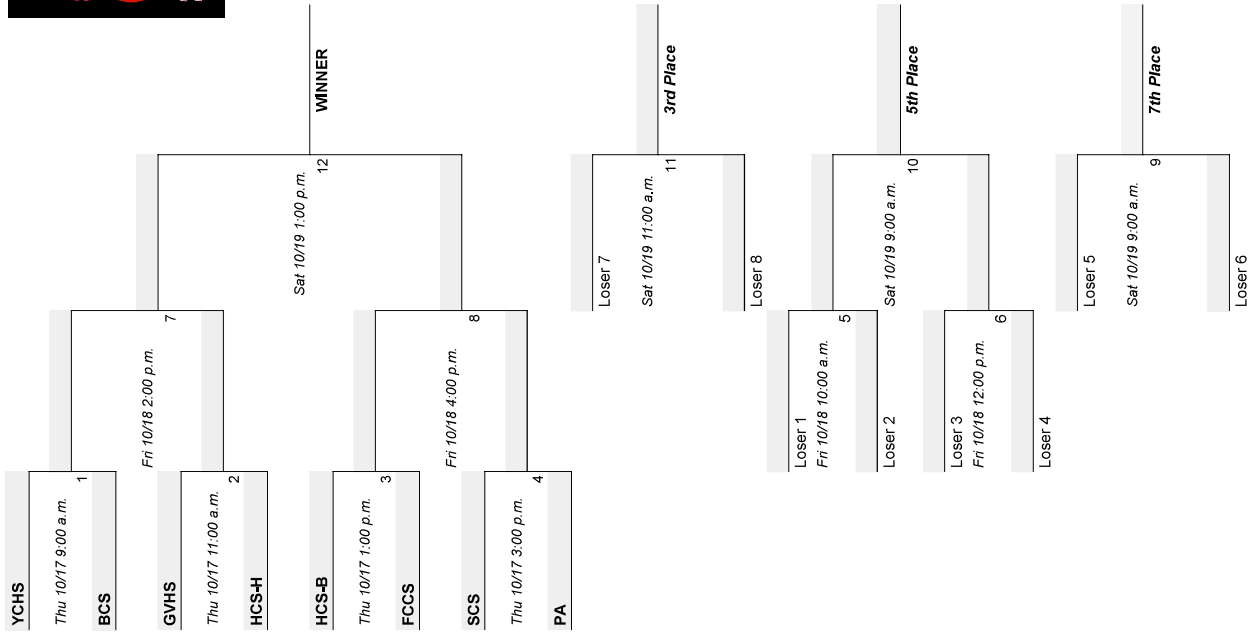 YCHS
Thu 10/17 9:00 a.m.
1
BCS
Fri 10/18 2:00 p.m.
7
GVHS
Thu 10/17 11:00 a.m.
2
HCS-H
Sat 10/19 1:00 p.m.
12
WINNER
HCS-B
Thu 10/17 1:00 p.m.
3
FCCS
Fri 10/18 4:00 p.m.
8
SCS
Thu 10/17 3:00 p.m.
4
PA
Loser 7
Sat 10/19 11:00 a.m.
11
3rd Place
Loser 8
Loser 1
Fri 10/18 10:00 a.m.
5
Loser 2
Sat 10/19 9:00 a.m.
10
5th Place
Loser 3
Fri 10/18 12:00 p.m.
6
Loser 4
Loser 5
Sat 10/19 9:00 a.m.
9
7th Place
Loser 6